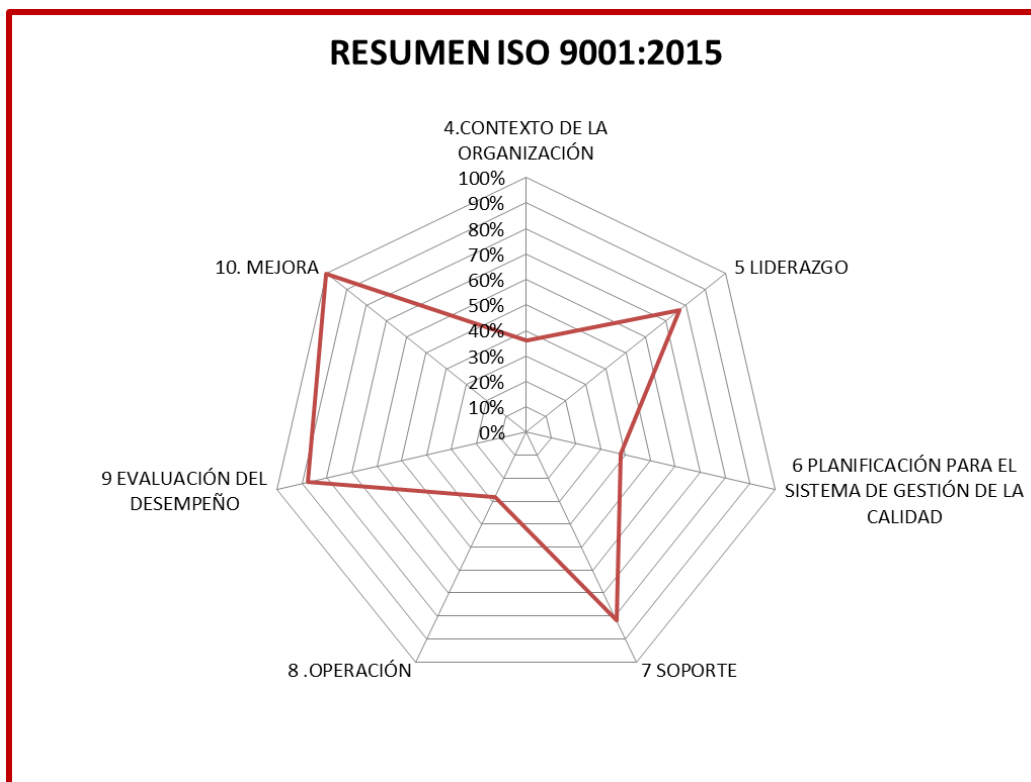 RESUMEN ISO 9001:2015
4.CONTEXTO DE LA
ORGANIZACIÓN
100%
90%
80%
70%
60%
50%
40%
30%
20%
10%
0%
5 LIDERAZGO
6 PLANIFICACIÓN PARA EL
SISTEMA DE GESTIÓN DE LA
CALIDAD
7 SOPORTE
8 .OPERACIÓN
9 EVALUACIÓN DEL
DESEMPEÑO
10. MEJORA